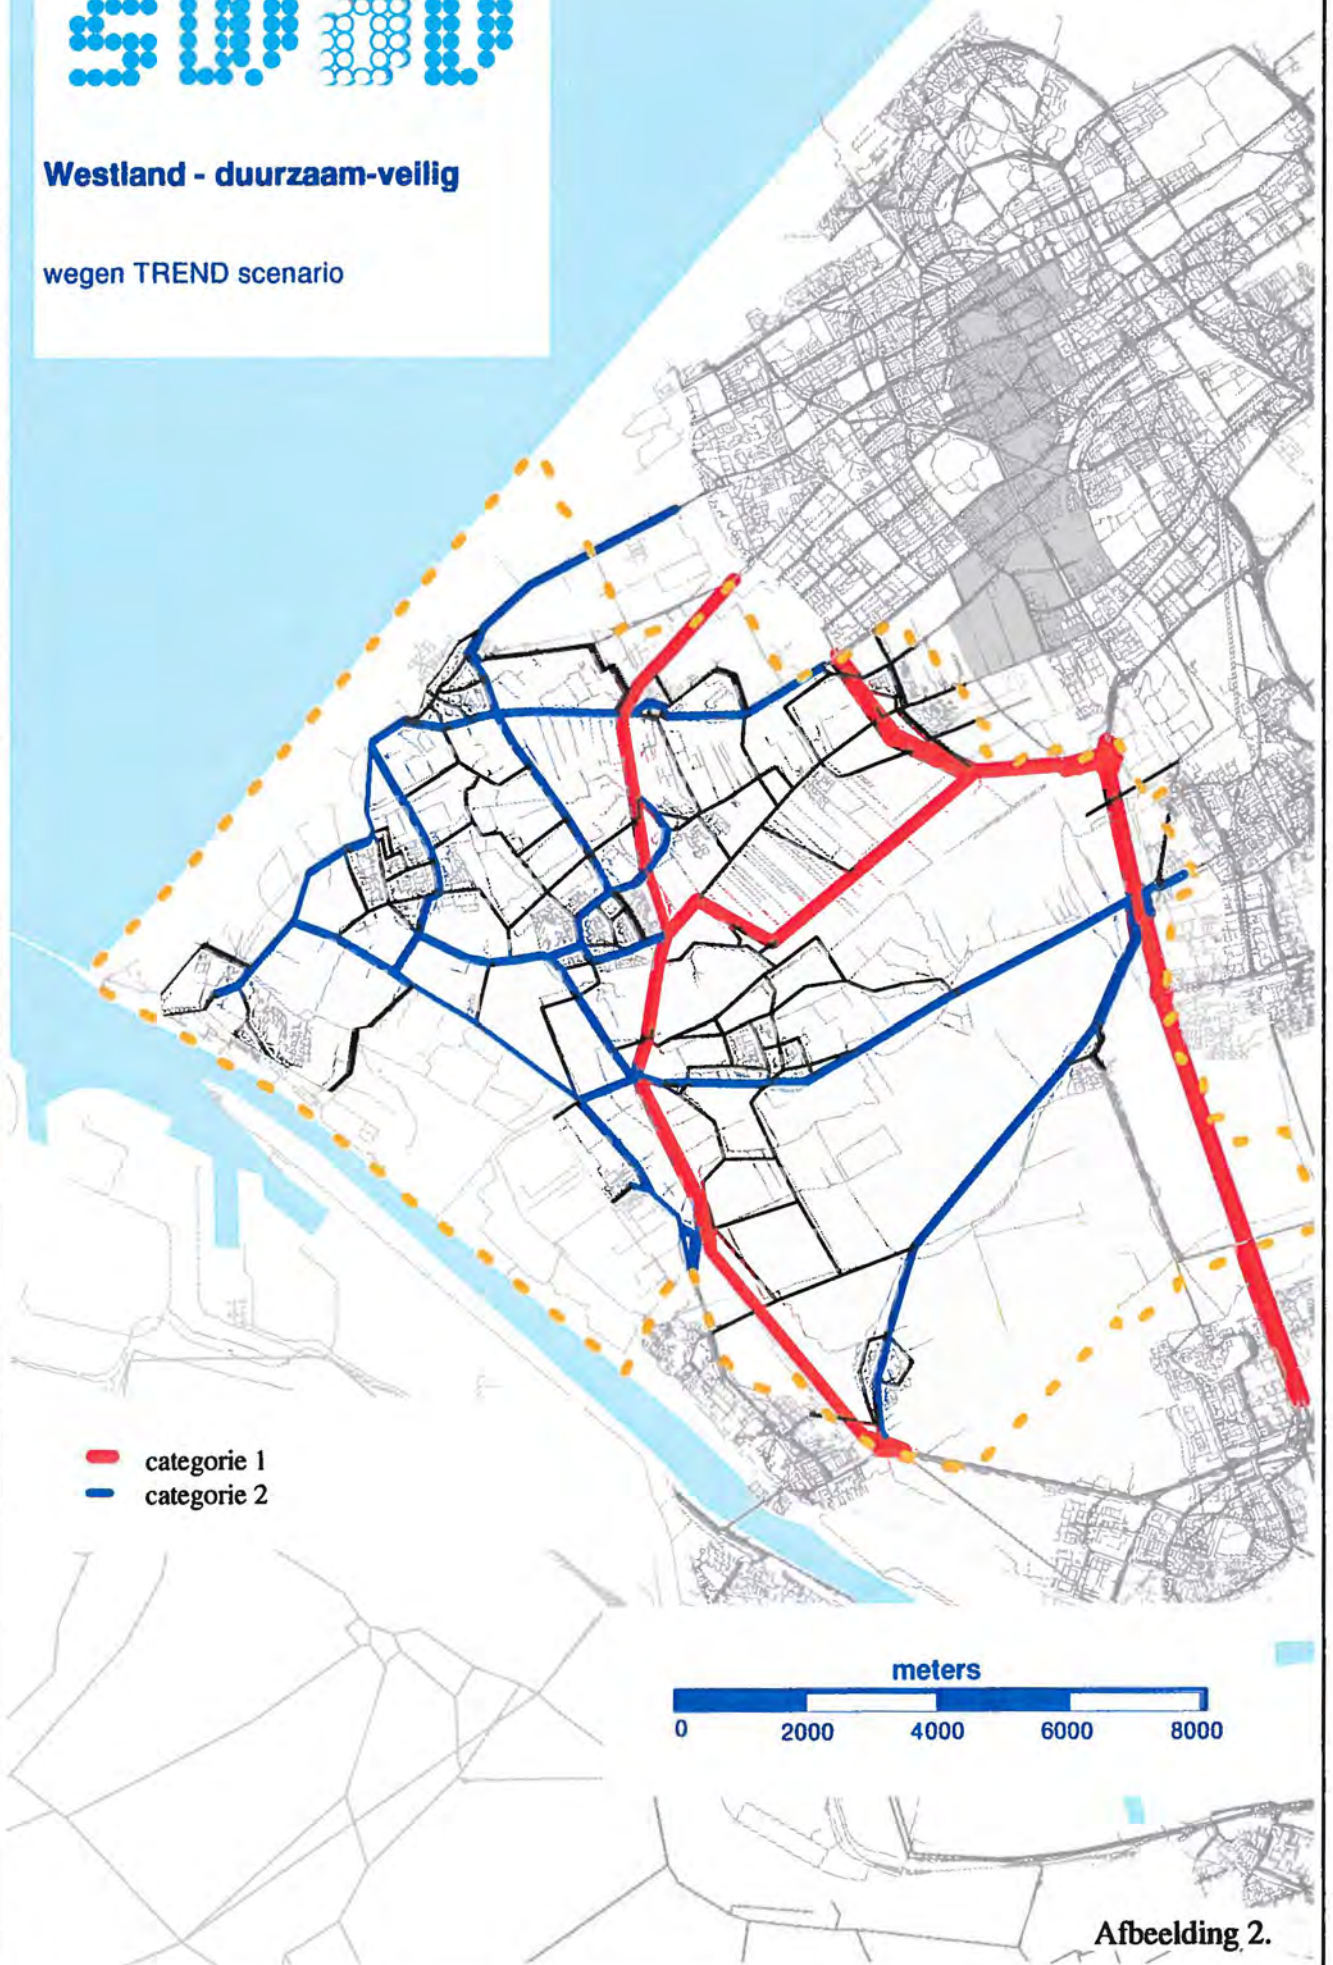 SWOV
Westland - duurzaam-veilig
wegen TREND scenario
categorie 1
categorie 2
meters
0 2000 4000 6000 8000
Afbeelding 2.